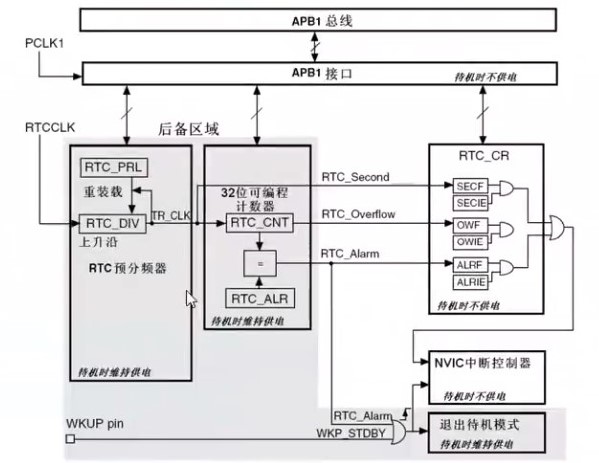 APB1 总线
PCLK1
APB1 接口
待机时不供电
RTCCLK
后备区域
RTC_PRL
重装载
RTC_DIV
TR_CLK
上升沿
RTC预分频器
待机时维持供电
32位可编程
计数器
RTC_CNT
=
RTC_ALR
待机时维持供电
RTC_Second
RTC_Overflow
RTC_Alarm
RTC_CR
SECF
SECIE
OWF
OWIE
ALRF
ALRIE
待机时不供电
NVIC中断控制器
待机时不供电
RTC_Alarm
WKUP pin
WKP_STDBY
退出待机模式
待机时维持供电